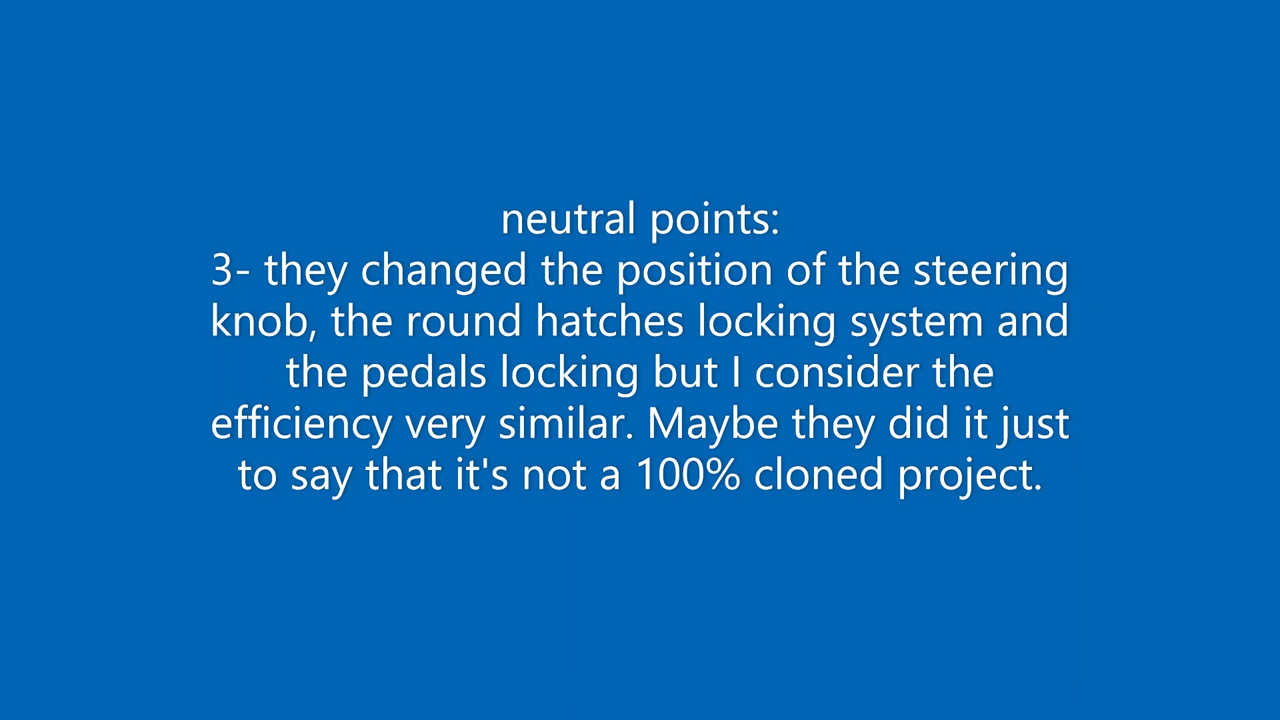 neutral points:
3- they changed the position of the steering
knob, the round hatches locking system and
the pedals locking but I consider the
efficiency very similar. Maybe they did it just
to say that it's not a 100% cloned project.